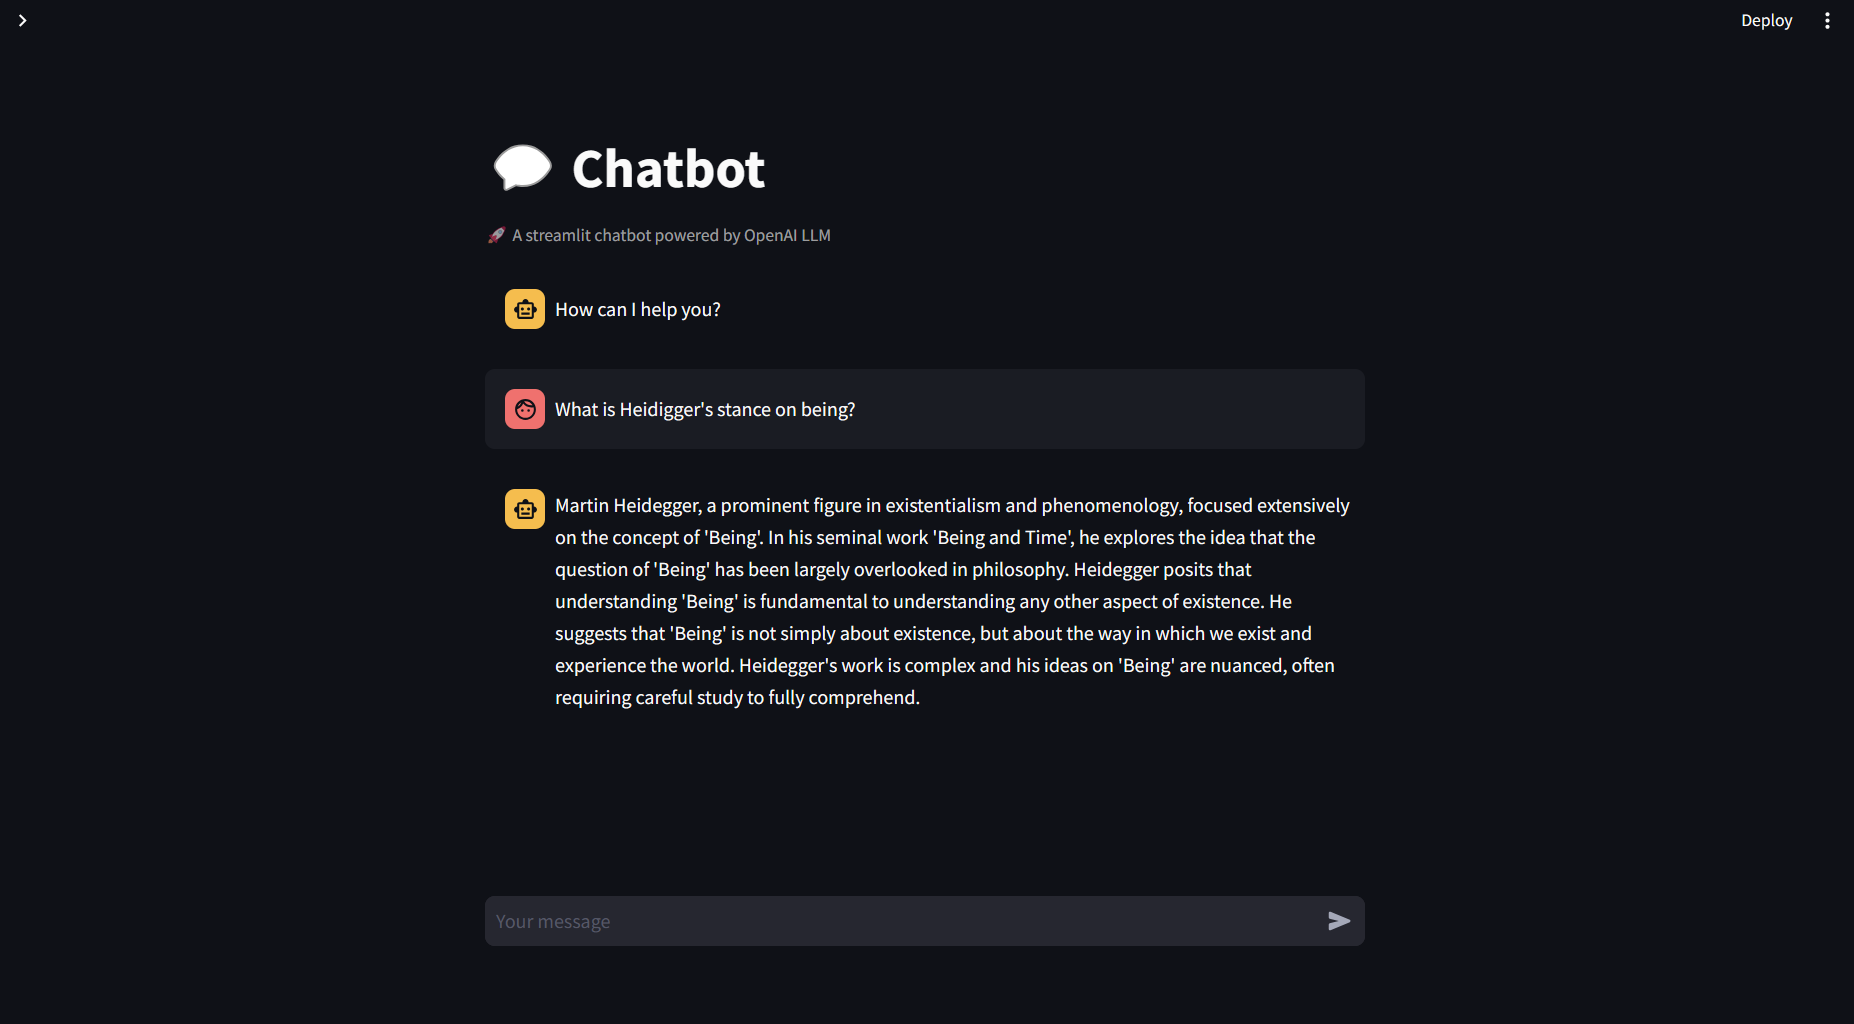 Deploy
Chatbot
A streamlit chatbot powered by OpenAI LLM
How can I help you?
What is Heidigger's stance on being?
Martin Heidegger, a prominent figure in existentialism and phenomenology, focused extensively
on the concept of 'Being'. In his seminal work 'Being and Time', he explores the idea that the
question of 'Being' has been largely overlooked in philosophy. Heidegger posits that
understanding 'Being' is fundamental to understanding any other aspect of existence. He
suggests that 'Being' is not simply about existence, but about the way in which we exist and
experience the world. Heidegger's work is complex and his ideas on 'Being' are nuanced, often
requiring careful study to fully comprehend.
Your message